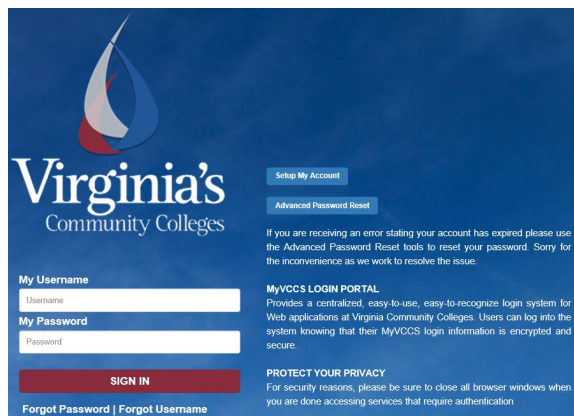 Virginia's
Community Colleges
My Username
Username
My Password
Password
SIGN IN
Forgot Password | Forgot Username
Setup My Account
Advanced Password Reset
If you are receiving an error stating your account has expired please use
the Advanced Password Reset tools to reset your password. Sorry for
the inconvenience as we work to resolve the issue.
MyVCCS LOGIN PORTAL
Provides a centralized, easy-to-use, easy-to-recognize login system for
Web applications at Virginia Community Colleges. Users can log into the
system knowing that their MyVCCS login information is encrypted and
secure.
PROTECT YOUR PRIVACY
For security reasons, please be sure to close all browser windows when
you are done accessing services that require authentication